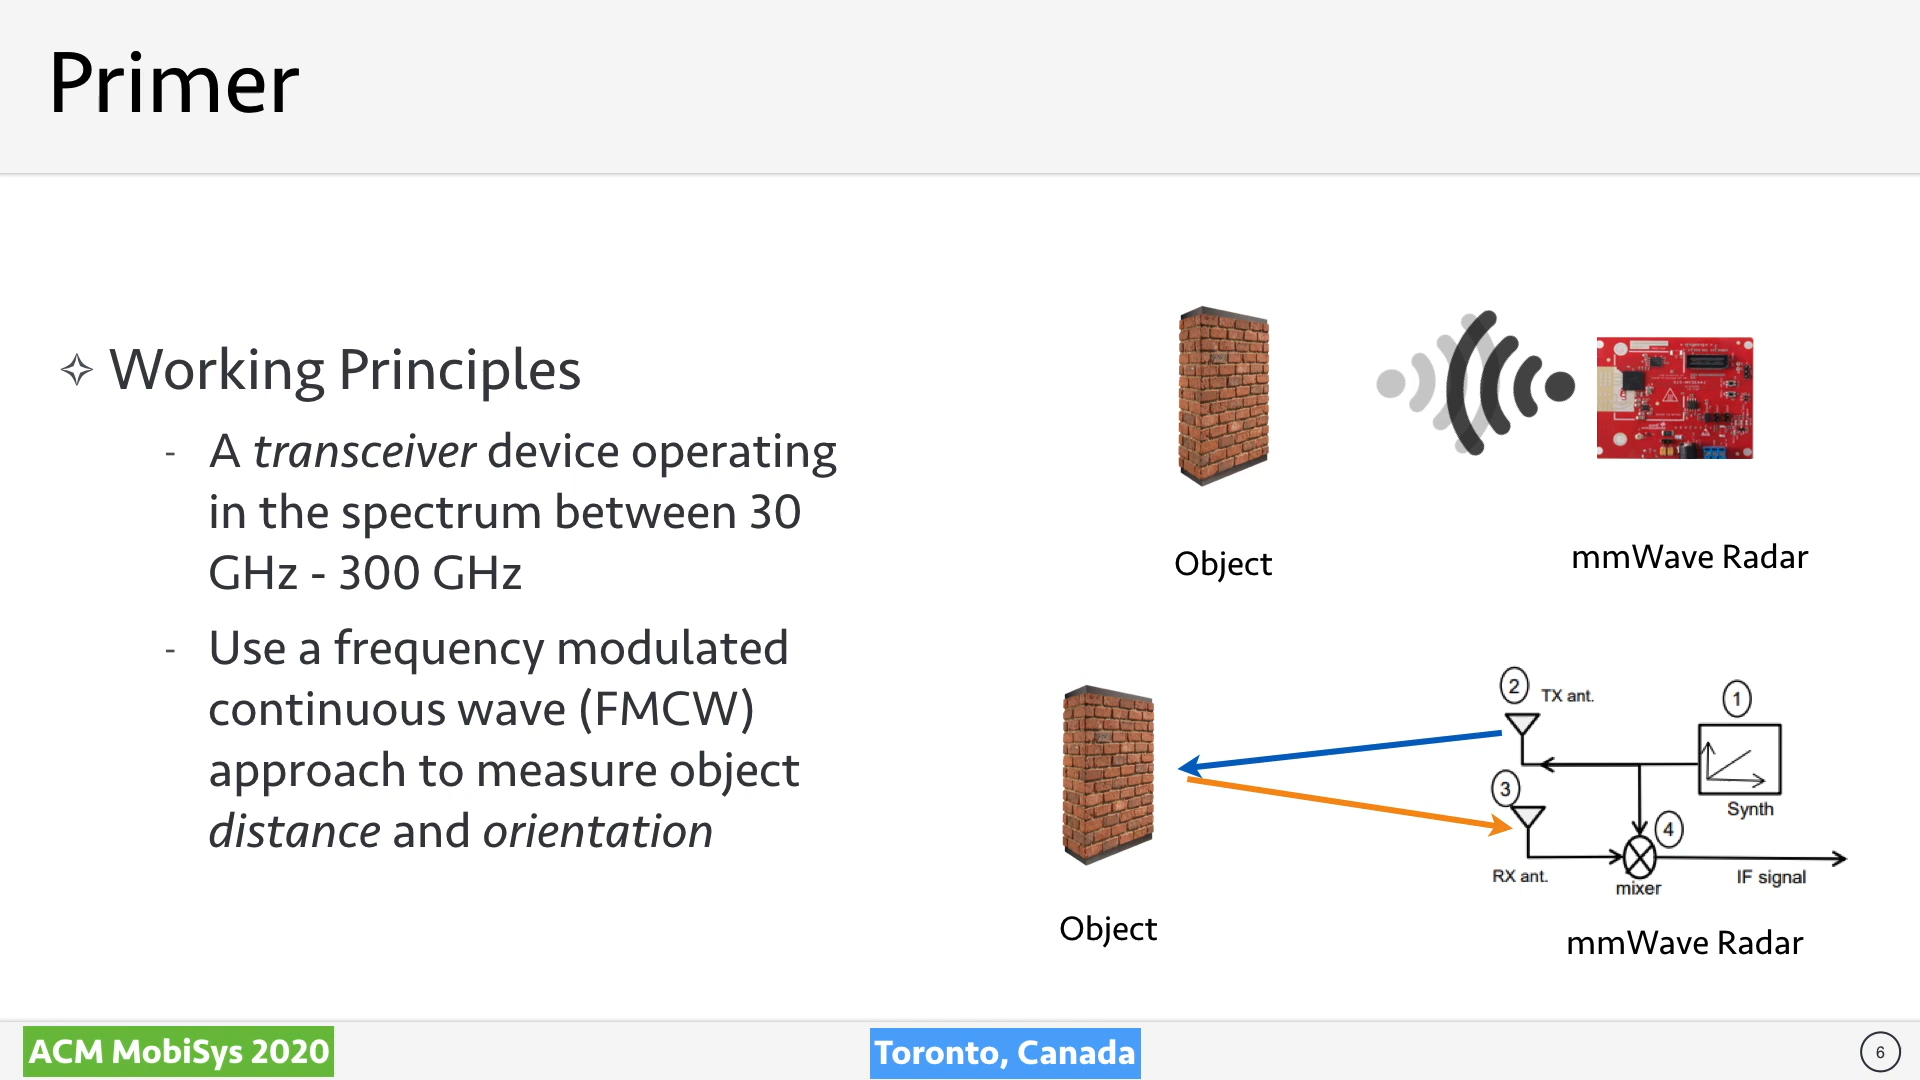 Primer
✧ Working Principles
- A transceiver device operating
in the spectrum between 30
GHz - 300 GHz
- Use a frequency modulated
continuous wave (FMCW)
approach to measure object
distance and orientation
Object
mmWave Radar
2 TX ant.
1
Synth
3
RX ant.
4
mixer
IF signal
Object
mmWave Radar
ACM MobiSys 2020
Toronto, Canada
6